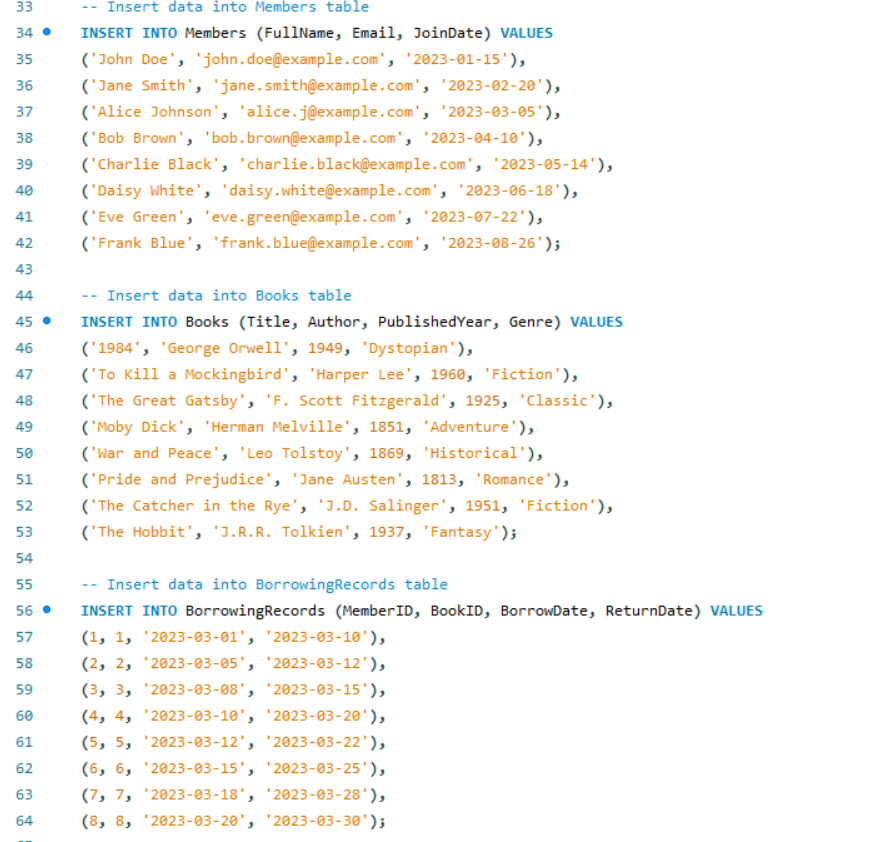 33 -- Insert data into Members table
34 INSERT INTO Members (FullName, Email, JoinDate) VALUES
35 ('John Doe', 'john.doe@example.com', '2023-01-15'),
36 ('Jane Smith', 'jane.smith@example.com', '2023-02-20'),
37 ('Alice Johnson', 'alice.j@example.com', '2023-03-05'),
38 ('Bob Brown', 'bob.brown@example.com', '2023-04-10'),
39 ('Charlie Black', 'charlie.black@example.com', '2023-05-14'),
40 ('Daisy White', 'daisy.white@example.com', '2023-06-18'),
41 ('Eve Green', 'eve.green@example.com', '2023-07-22'),
42 ('Frank Blue', 'frank.blue@example.com', '2023-08-26');
43
44 -- Insert data into Books table
45 INSERT INTO Books (Title, Author, PublishedYear, Genre) VALUES
46 ('1984', 'George Orwell', 1949, 'Dystopian'),
47 ('To Kill a Mockingbird', 'Harper Lee', 1960, 'Fiction'),
48 ('The Great Gatsby', 'F. Scott Fitzgerald', 1925, 'Classic'),
49 ('Moby Dick', 'Herman Melville', 1851, 'Adventure'),
50 ('War and Peace', 'Leo Tolstoy', 1869, 'Historical'),
51 ('Pride and Prejudice', 'Jane Austen', 1813, 'Romance'),
52 ('The Catcher in the Rye', 'J.D. Salinger', 1951, 'Fiction'),
53 ('The Hobbit', 'J.R.R. Tolkien', 1937, 'Fantasy');
54
55 -- Insert data into BorrowingRecords table
56 INSERT INTO BorrowingRecords (MemberID, BookID, BorrowDate, ReturnDate) VALUES
57 (1, 1, '2023-03-01', '2023-03-10'),
58 (2, 2, '2023-03-05', '2023-03-12'),
59 (3, 3, '2023-03-08', '2023-03-15'),
60 (4, 4, '2023-03-10', '2023-03-20'),
61 (5, 5, '2023-03-12', '2023-03-22'),
62 (6, 6, '2023-03-15', '2023-03-25'),
63 (7, 7, '2023-03-18', '2023-03-28'),
64 (8, 8, '2023-03-20', '2023-03-30');